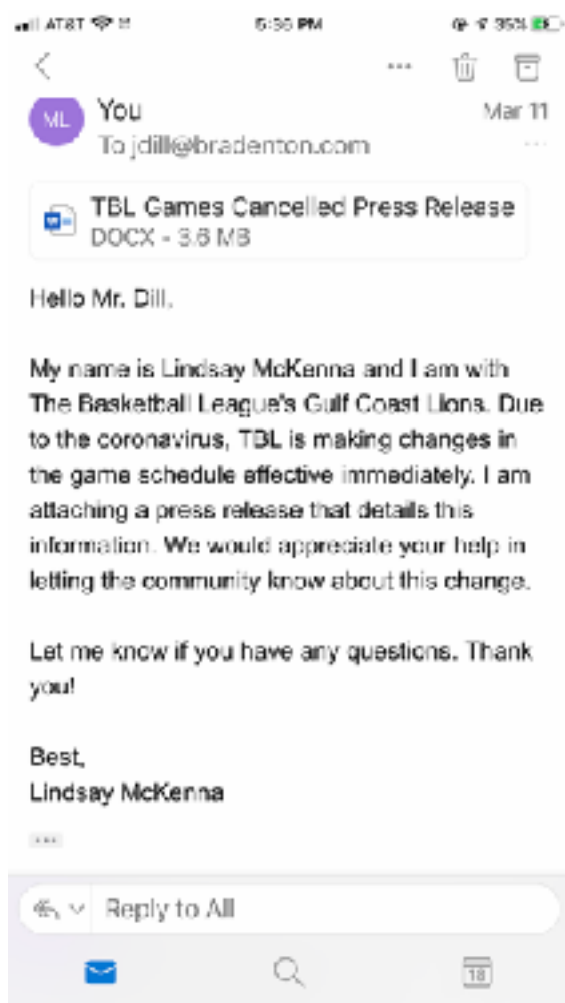 AT&T
5:36 PM
35%
ML
You
Mar 11
To jdill@bradenton.com
TBL Games Cancelled Press Release
DOCX - 3.6 MB
Hello Mr. Dill,
My name is Lindsay McKenna and I am with
The Basketball League's Gulf Coast Lions. Due
to the coronavirus, TBL is making changes in
the game schedule effective immediately. I am
attaching a press release that details this
information. We would appreciate your help in
letting the community know about this change.
Let me know if you have any questions. Thank
you!
Best,
Lindsay McKenna
Reply to All
18